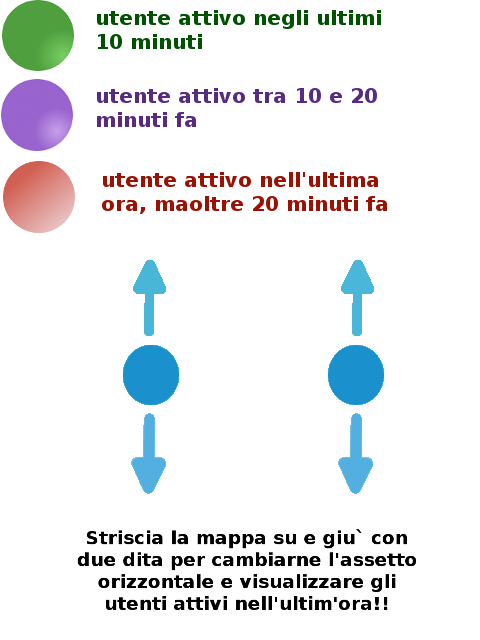 utente attivo negli ultimi
10 minuti
utente attivo tra 10 e 20
minuti fa
utente attivo nell'ultima
ora, maoltre 20 minuti fa
Striscia la mappa su e giu` con
due dita per cambiarne l'assetto
orizzontale e visualizzare gli
utenti attivi nell'ultim'ora!!